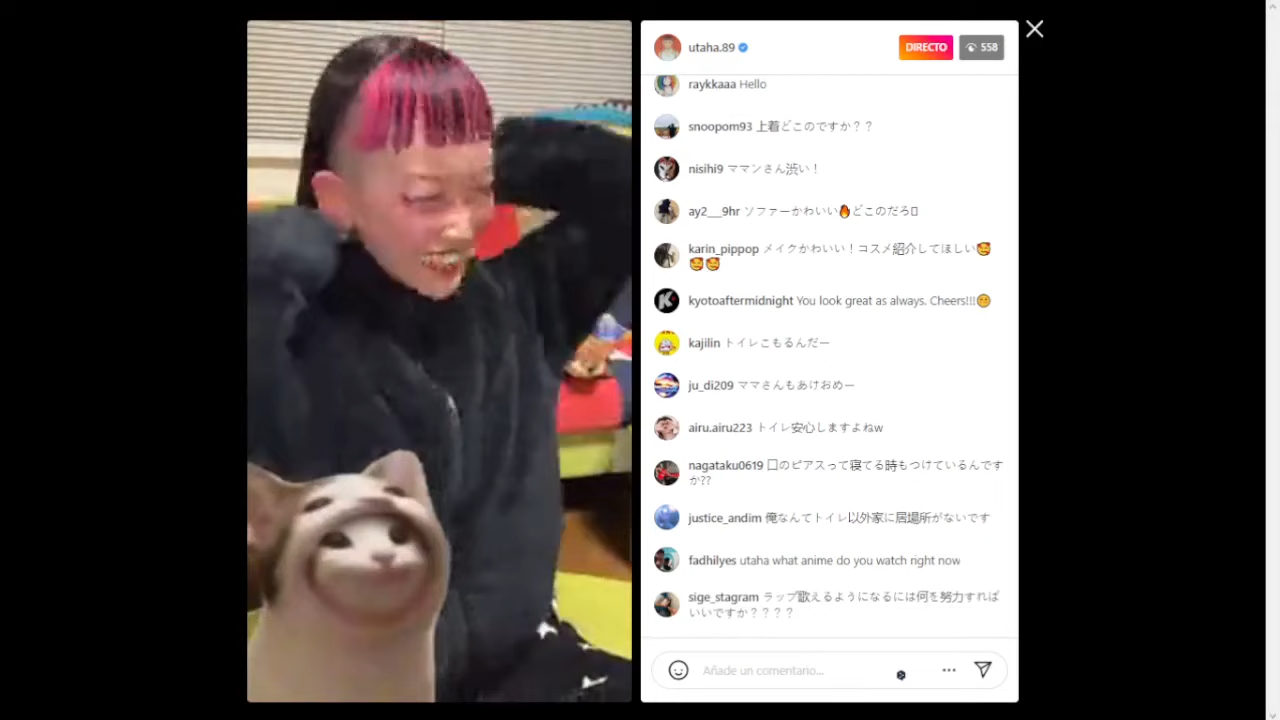 utaha.89
DIRECTO
558
raykkaaa Hello
snoopom93 上着どこのですか？？
nisihi9 ママンさん渋い！
ay2__9hr ソファーかわいい🔥どこのだろ
karin_pippop メイクかわいい！コスメ紹介してほしい🥰
🥰🥰
kyotoaftermidnight You look great as always. Cheers!!!😊
kajilin トイレこもるんだー
ju_di209 ママさんもあけおめー
airu.airu223 トイレ安心しますよねw
nagataku0619 □のピアスって寝てる時もつけているんです
か??
justice_andim 俺なんてトイレ以外家に居場所がないです
fadhilyes utaha what anime do you watch right now
sige_stagram ラップ歌えるようになるには何を努力すれば
いいですか？？？？
Añade un comentario...